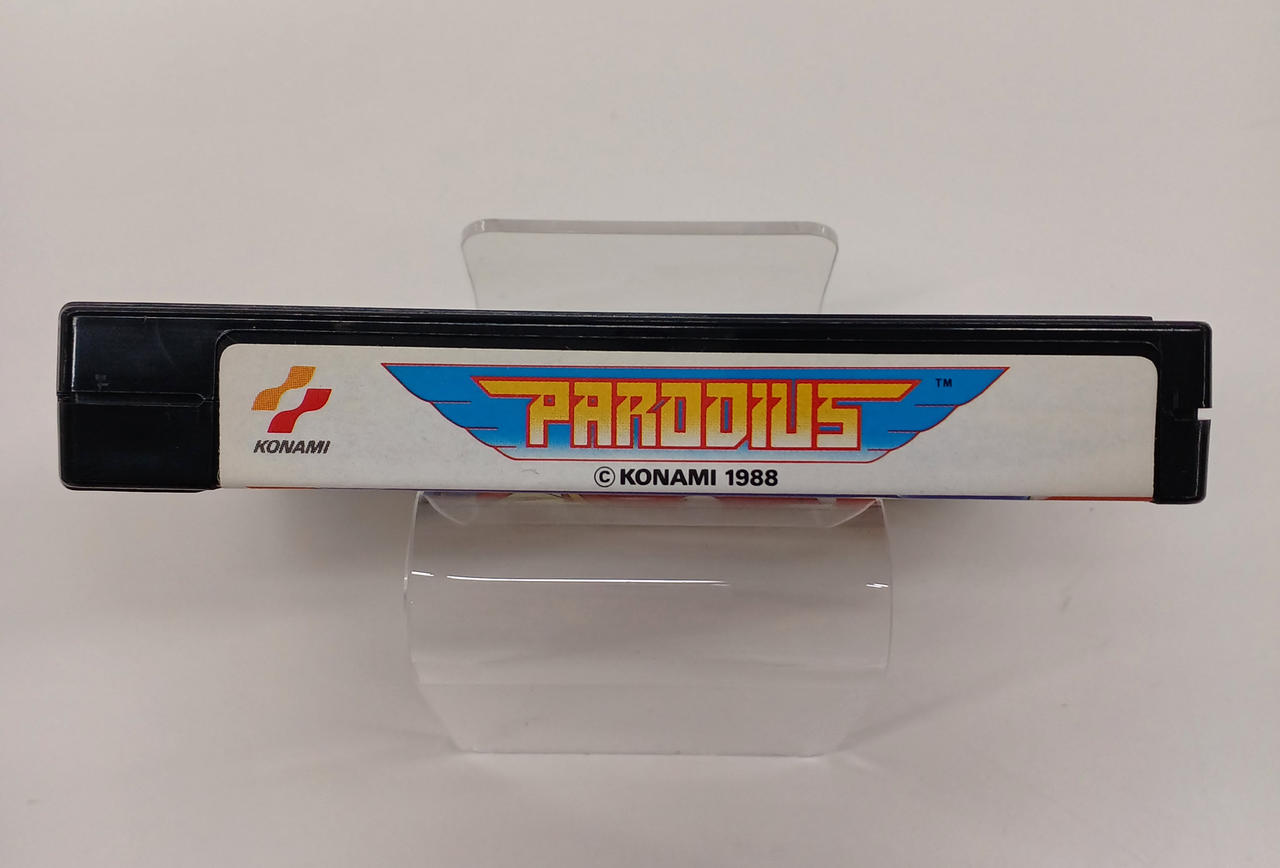 PARODIUS ™
KONAMI
© KONAMI 1988